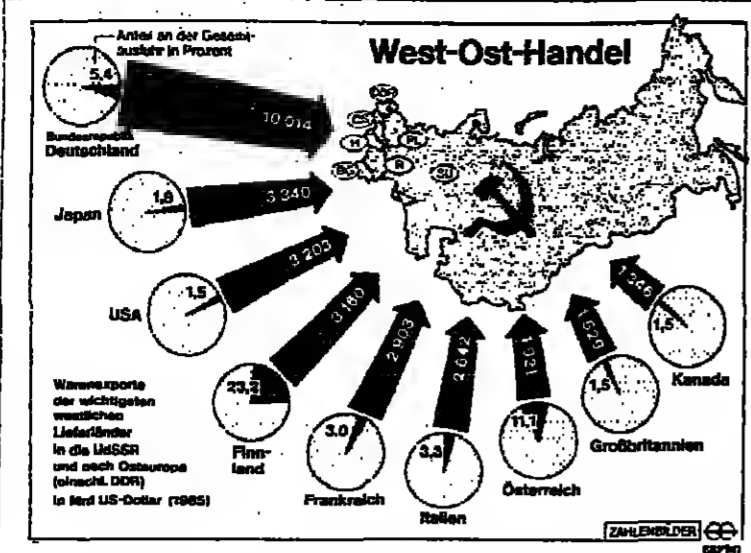 West-Ost-Handel
Anteil an der Gesamt-
ausfuhr in Prozent
5,4
10 014
Bundesrepublik
Deutschland
1,8
3 340
Japan
1,5
3 203
USA
23,2
3 180
Finn-
land
3,0
2 903
Frankreich
3,3
2 642
Italien
11,1
Österreich
1,5
1 529
Großbritannien
1,5
1 346
Kanada
DDR
CS
PL
H
R
BG
SU
Warenexporte
der wichtigsten
westlichen
Lieferländer
in die UdSSR
und nach Osteuropa
(einschl. DDR)
in Mrd US-Dollar (1985)
ZAHLENBILDER